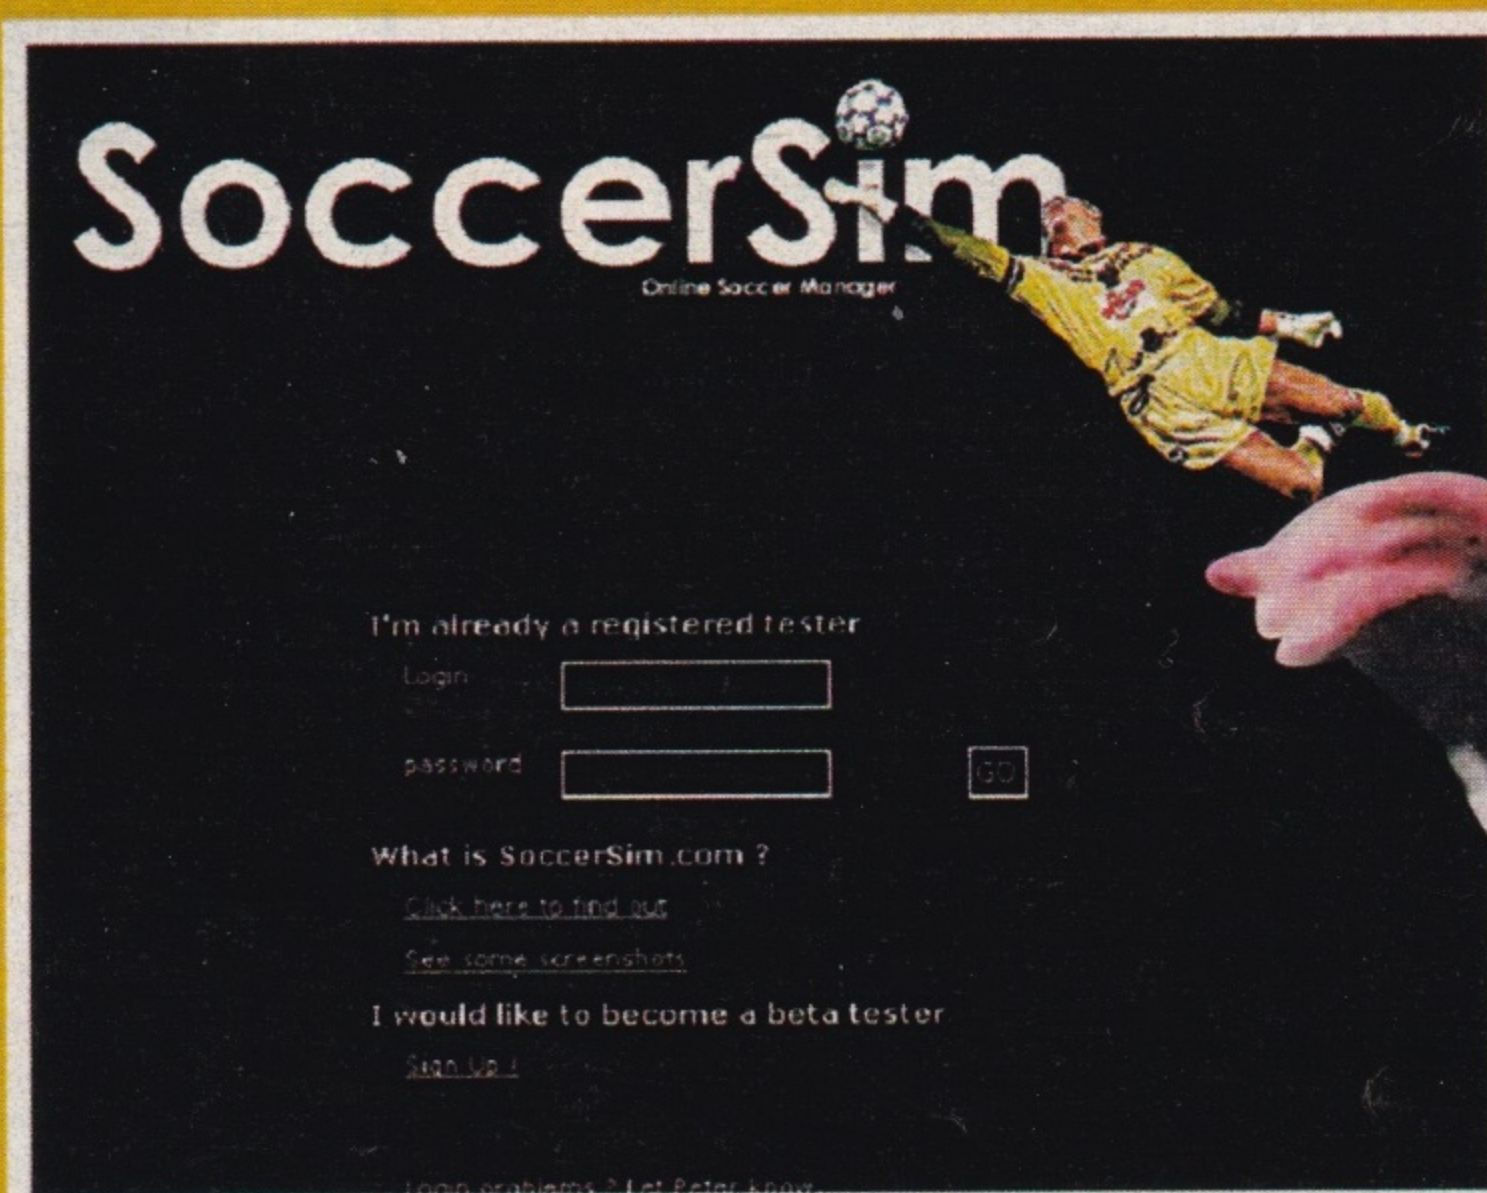 SoccerSim
Online Soccer Manager
I'm already a registered tester
Login
password
GO
What is SoccerSim.com ?
Click here to find out
See some screenshots
I would like to become a beta tester
Sign Up !
Login problems ? Let Peter know.